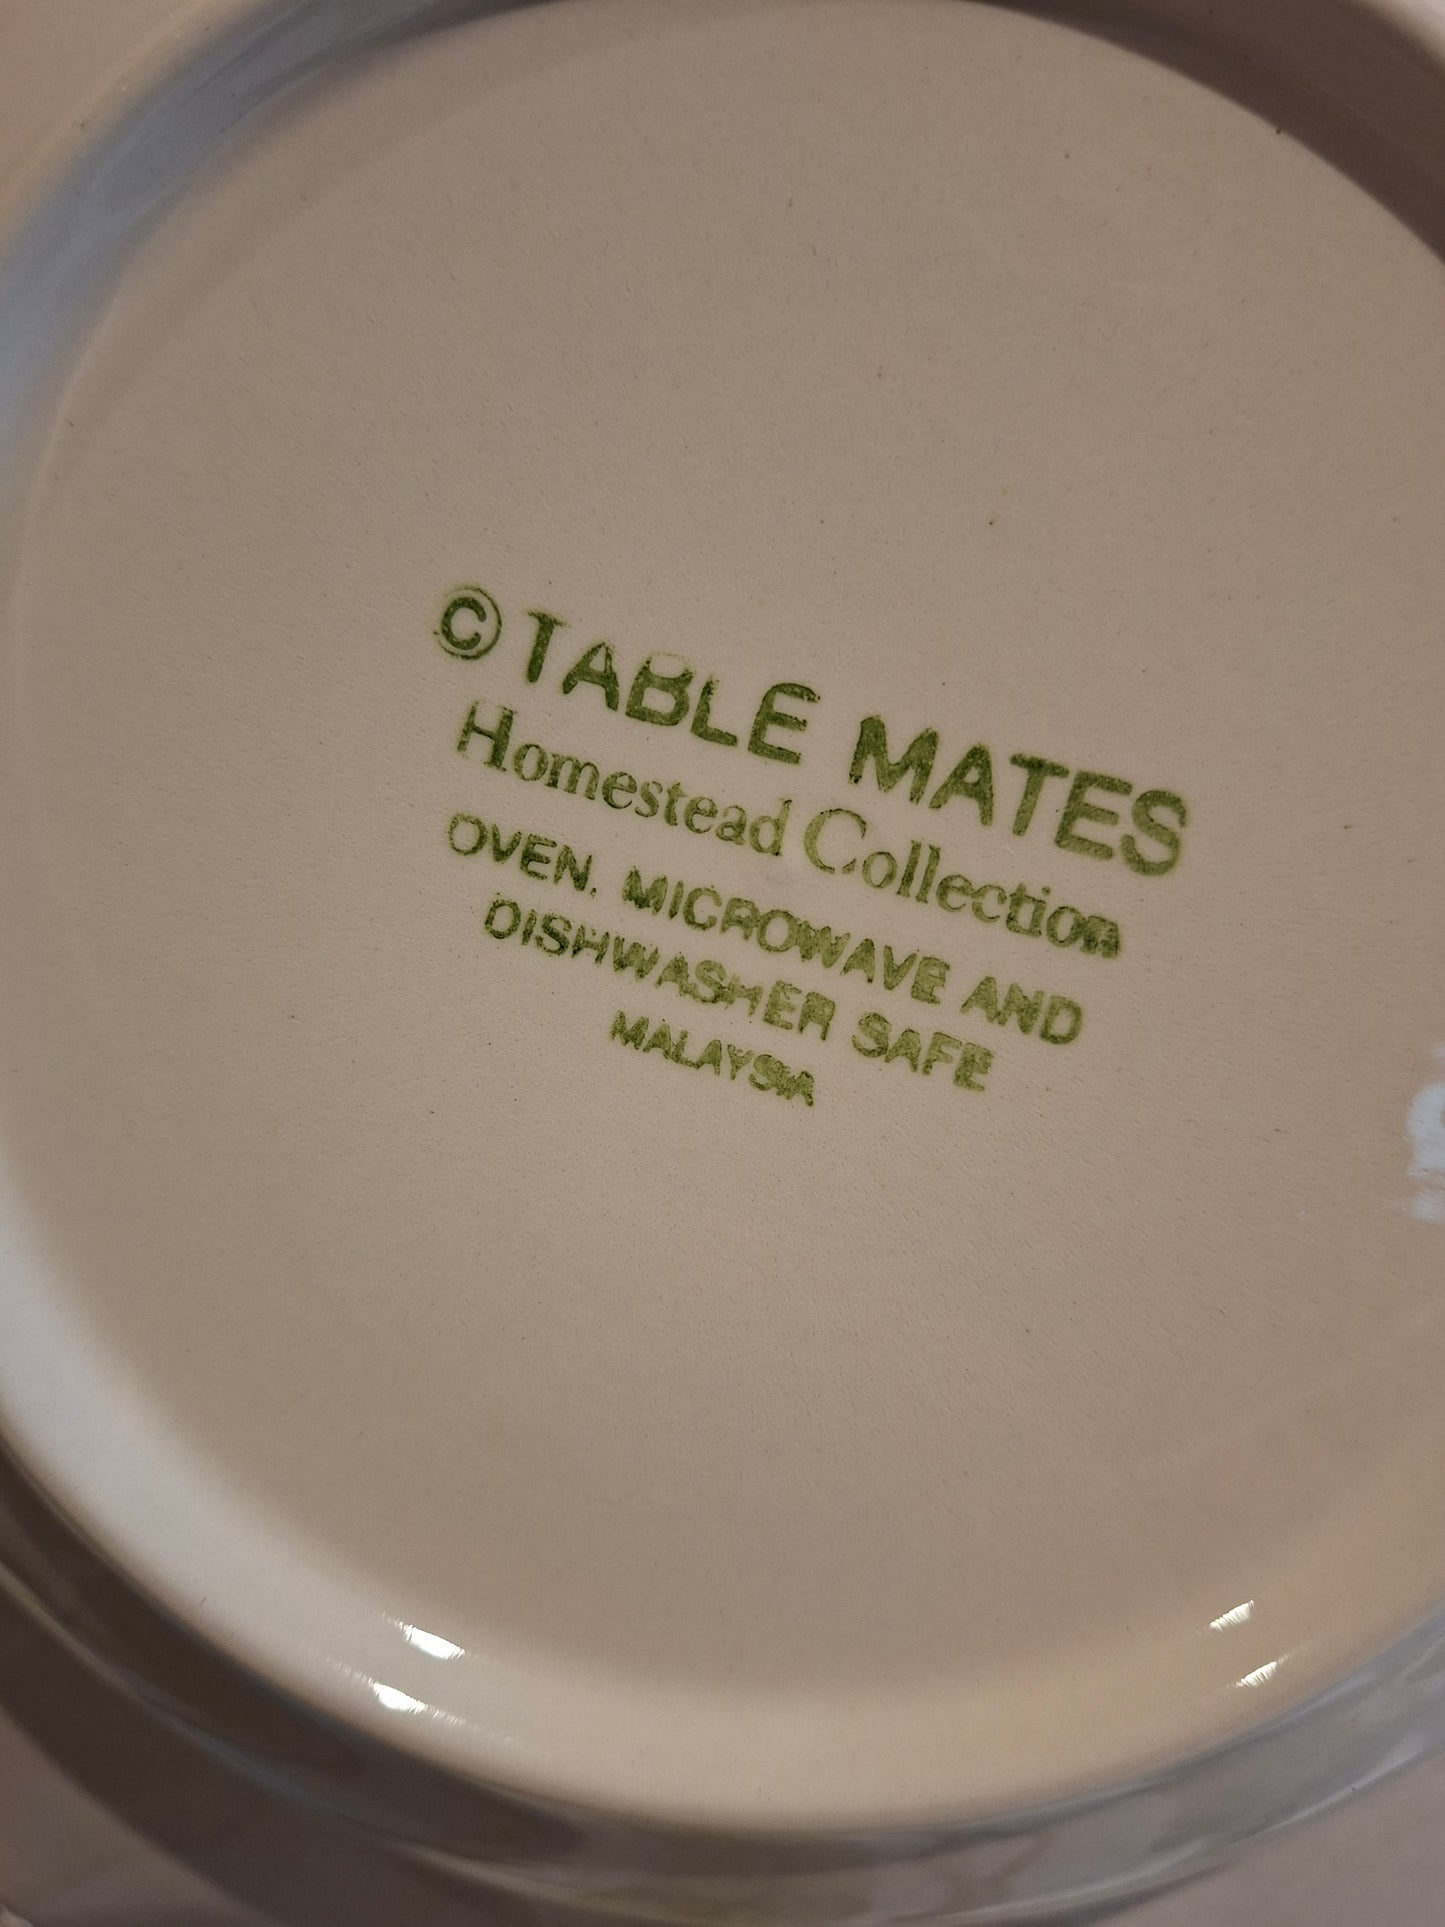 © TABLE MATES
Homestead Collection
OVEN, MICROWAVE AND
DISHWASHER SAFE
MALAYSIA